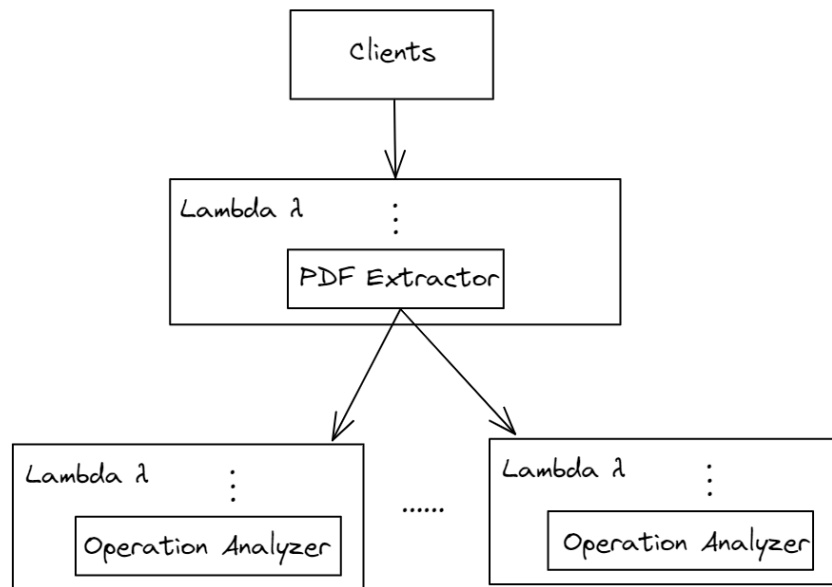 Clients
Lambda λ
PDF Extractor
Lambda λ
Operation Analyzer
......
Lambda λ
Operation Analyzer